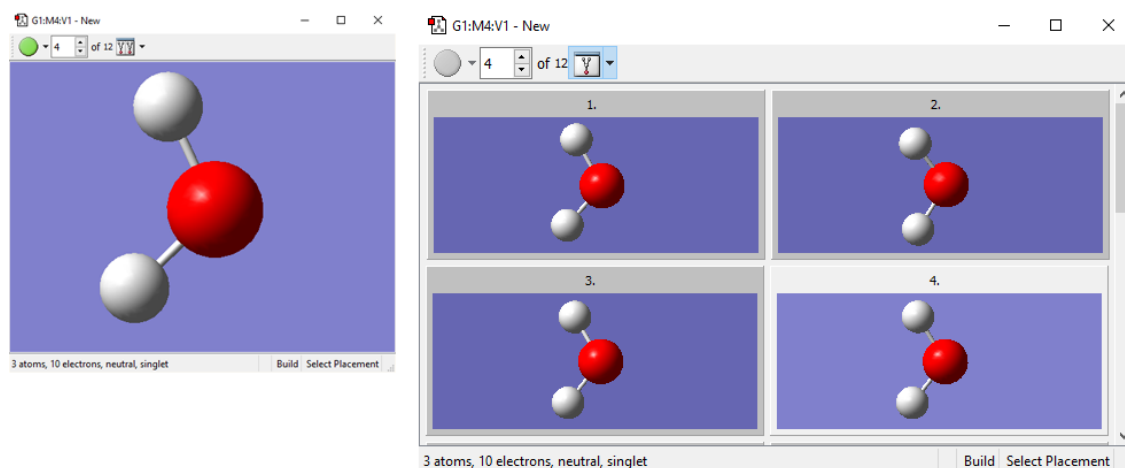 G1:M4:V1 - New
4 of 12
3 atoms, 10 electrons, neutral, singlet
Build Select Placement
G1:M4:V1 - New
4 of 12
1.
2.
3.
4.
3 atoms, 10 electrons, neutral, singlet
Build Select Placement